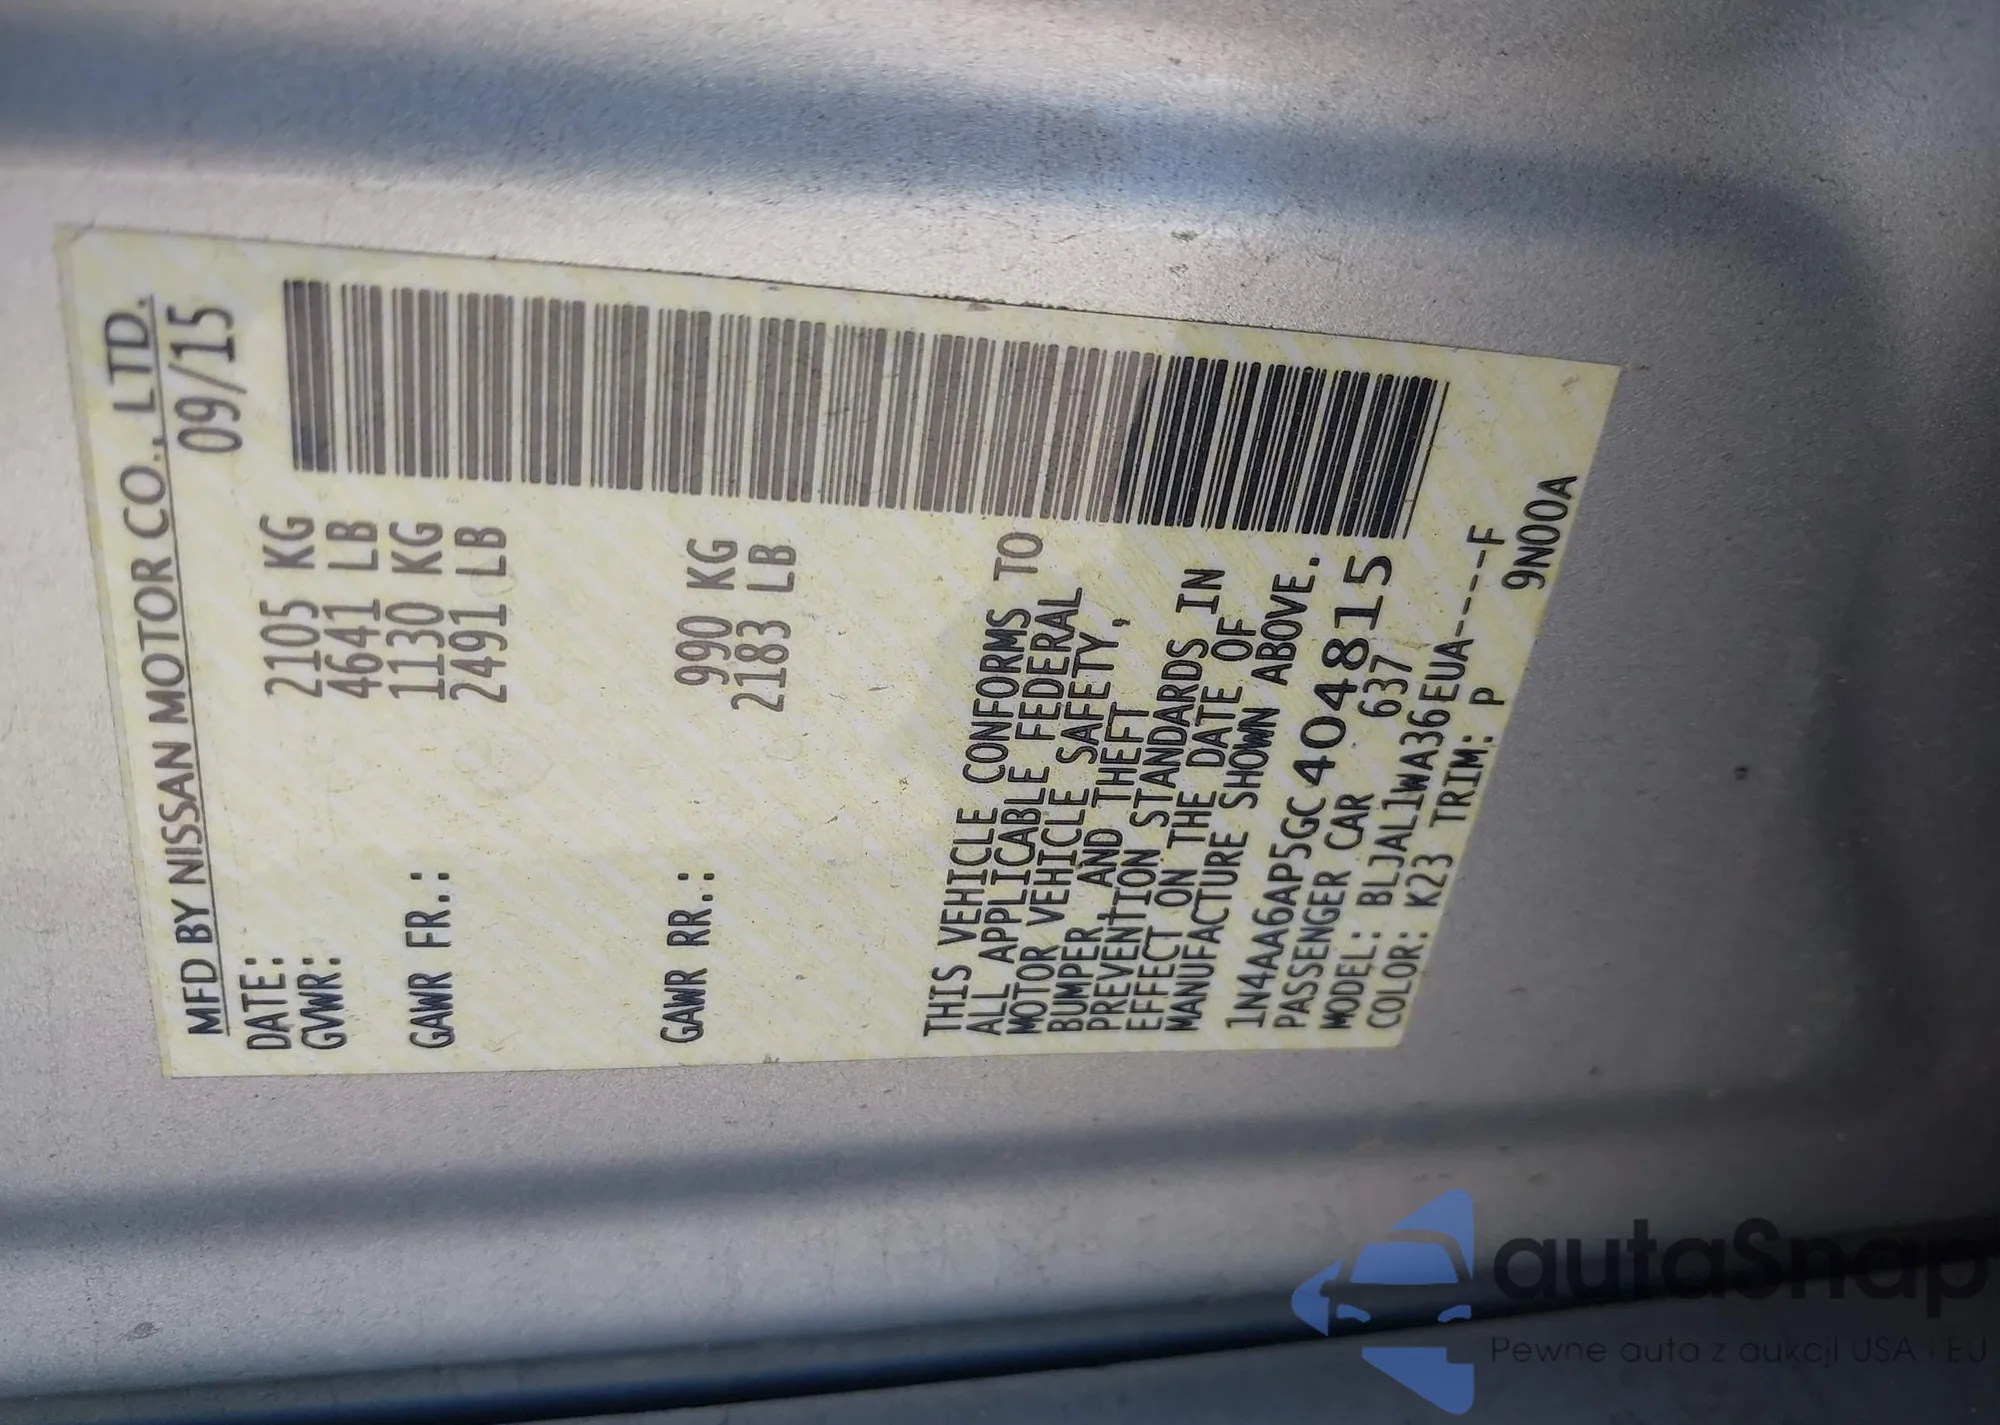 MFD BY NISSAN MOTOR CO., LTD.
DATE: 09/15
GVWR: 2105 KG
4641 LB
GAWR FR.: 1130 KG
2491 LB
GAWR RR.: 990 KG
2183 LB
THIS VEHICLE CONFORMS TO
ALL APPLICABLE FEDERAL
MOTOR VEHICLE SAFETY,
BUMPER, AND THEFT
PREVENTION STANDARDS IN
EFFECT ON THE DATE OF
MANUFACTURE SHOWN ABOVE.
1N4AA6AP5GC404815
PASSENGER CAR 637
MODEL: BLJAL1WA36EUA----F
COLOR: K23 TRIM: P 9N00A
autaSnap
Pewne auta z aukcji USA i EU